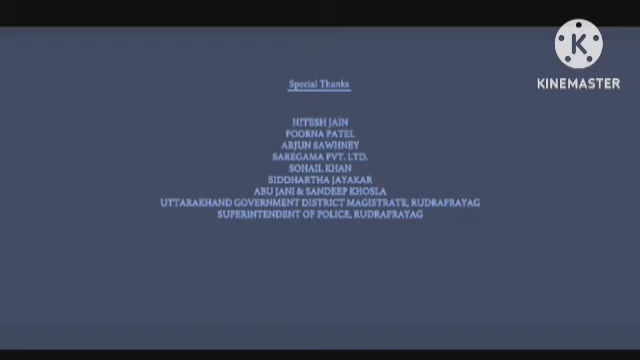 KINEMASTER
Special Thanks
HITESH JAIN
POORNA PATEL
ARJUN SAWHNEY
SAREGAMA PVT. LTD.
SOHAIL KHAN
SIDDHARTHA JAYAKAR
ABU JANI & SANDEEP KHOSLA
UTTARAKHAND GOVERNMENT DISTRICT MAGISTRATE, RUDRAPRAYAG
SUPERINTENDENT OF POLICE, RUDRAPRAYAG